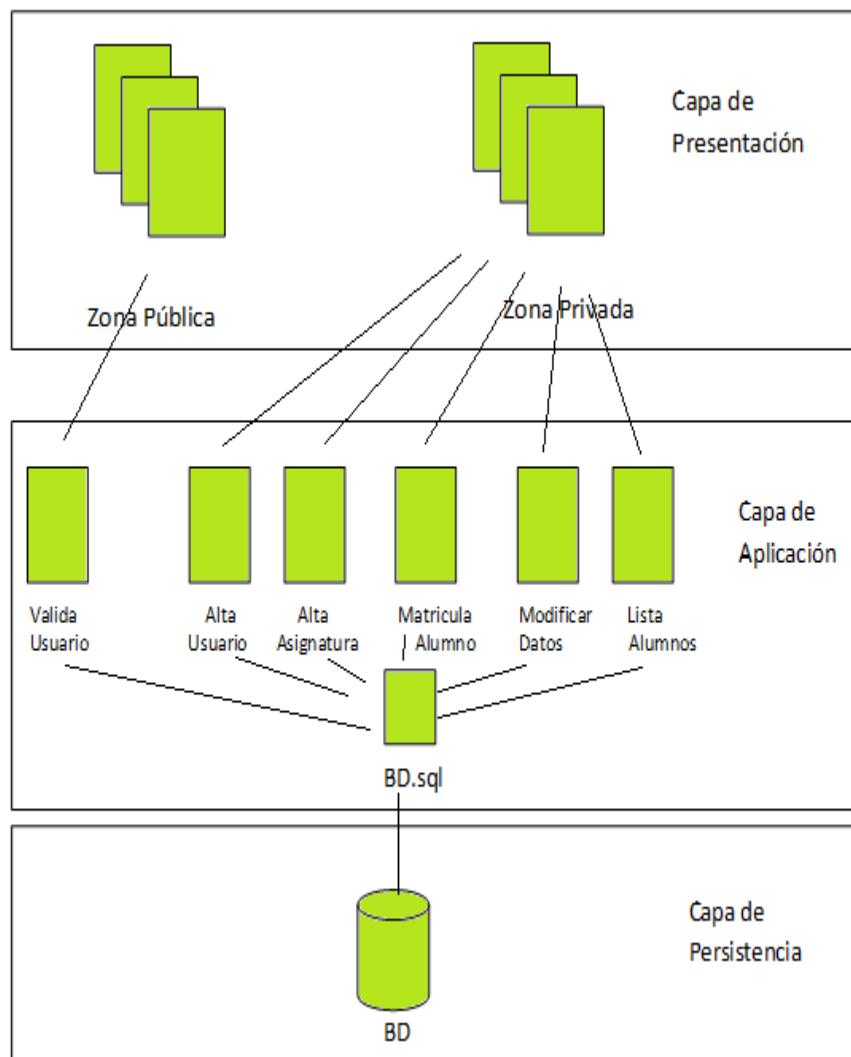 Capa de
Presentación
Zona Pública
Zona Privada
Capa de
Aplicación
Valida
Usuario
Alta
Usuario
Alta
Asignatura
Matricula
Alumno
Modificar
Datos
Lista
Alumnos
BD.sql
Capa de
Persistencia
BD